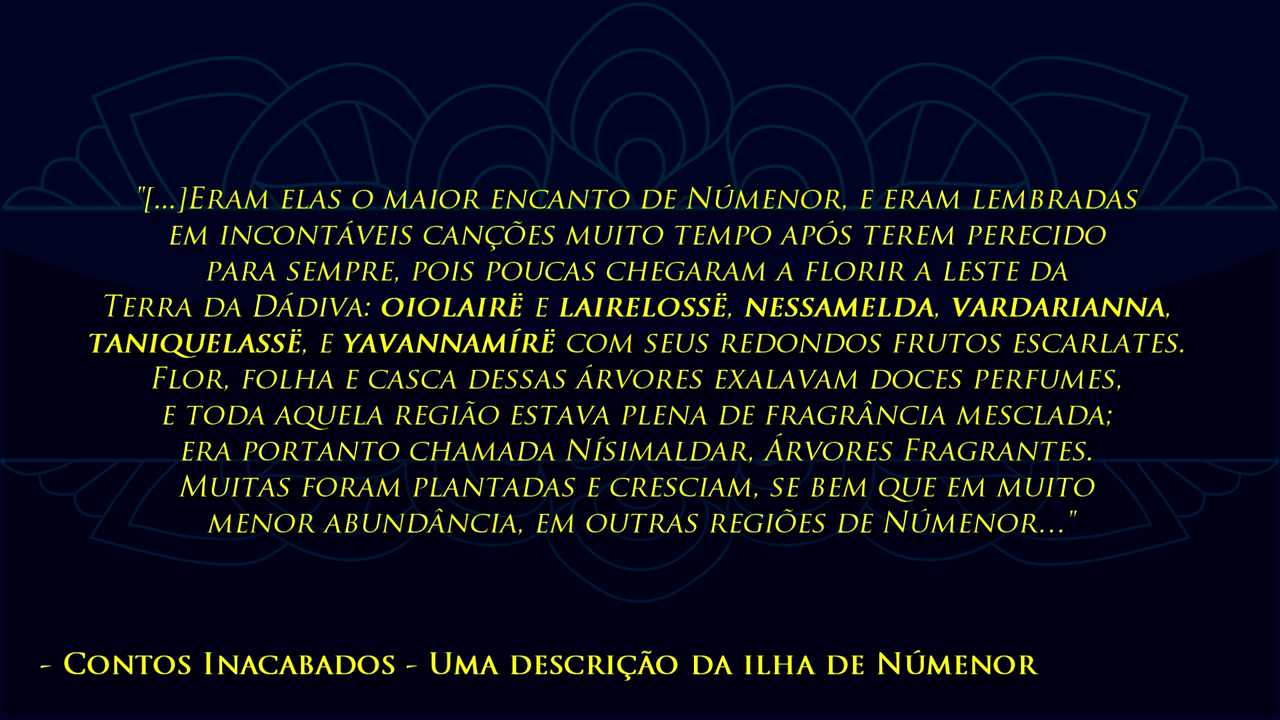 "[...]Eram elas o maior encanto de Númenor, e eram lembradas
em incontáveis canções muito tempo após terem perecido
para sempre, pois poucas chegaram a florir a leste da
Terra da Dádiva: oiolairë e lairelossë, nessamelda, vardarianna,
taniquelassë, e yavannamírë com seus redondos frutos escarlates.
Flor, folha e casca dessas árvores exalavam doces perfumes,
e toda aquela região estava plena de fragrância mesclada;
era portanto chamada Nísimaldar, Árvores Fragrantes.
Muitas foram plantadas e cresciam, se bem que em muito
menor abundância, em outras regiões de Númenor..."
- Contos Inacabados - Uma descrição da ilha de Númenor